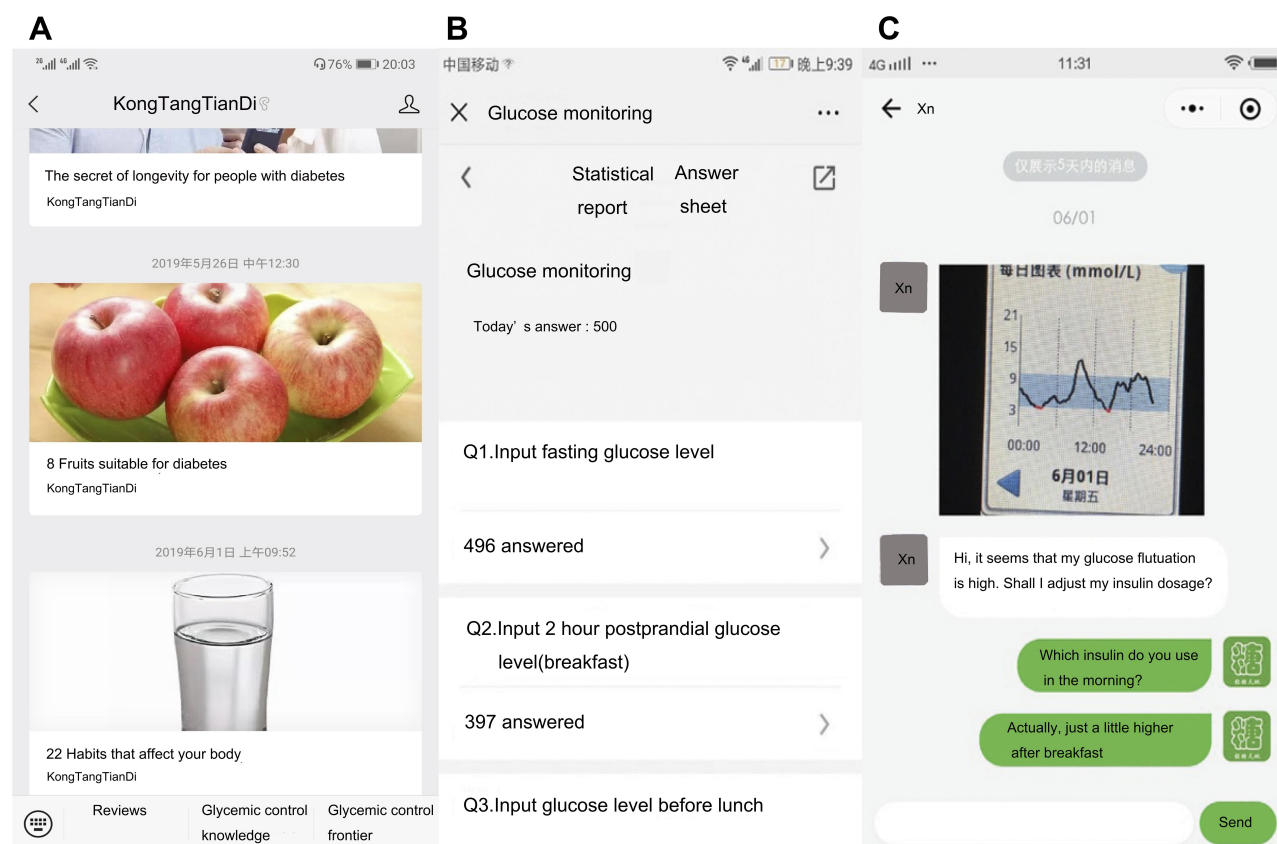 A
2G 4G 76% 20:03
KongTangTianDi
The secret of longevity for people with diabetes
KongTangTianDi
2019年5月26日 中午12:30
8 Fruits suitable for diabetes
KongTangTianDi
2019年6月1日 上午09:52
22 Habits that affect your body
KongTangTianDi
Reviews
Glycemic control
knowledge
Glycemic control
frontier
B
中国移动 4G 17 晚上9:39
Glucose monitoring
Statistical
report
Answer
sheet
Glucose monitoring
Today’ s answer : 500
Q1.Input fasting glucose level
496 answered
Q2.Input 2 hour postprandial glucose
level(breakfast)
397 answered
Q3.Input glucose level before lunch
C
4G 11:31
Xn
仅展示5天内的消息
06/01
Xn
每日图表 (mmol/L)
21
15
9
3
00:00 12:00 24:00
6月01日
星期五
Xn
Hi, it seems that my glucose flutuation
is high. Shall I adjust my insulin dosage?
Which insulin do you use
in the morning?
Actually, just a little higher
after breakfast
Send